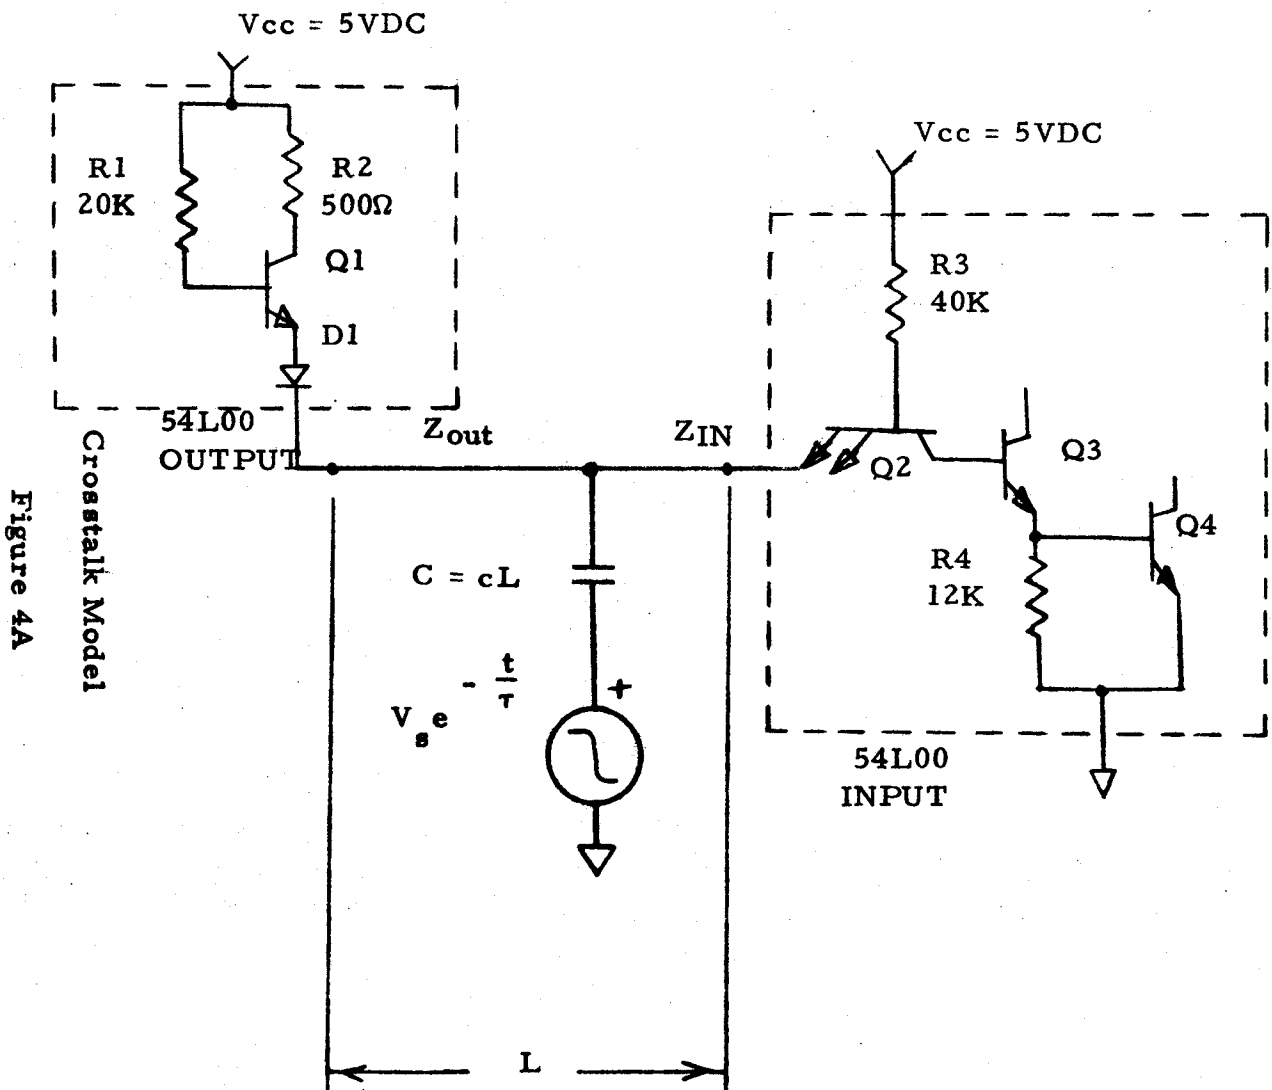 Vcc = 5VDC
R1
20K
R2
500Ω
Q1
D1
54L00
OUTPUT
Zout
ZIN
Vcc = 5VDC
R3
40K
Q2
Q3
Q4
R4
12K
54L00
INPUT
C = cL
Vs e - t/τ
+
L
Crosstalk Model
Figure 4A